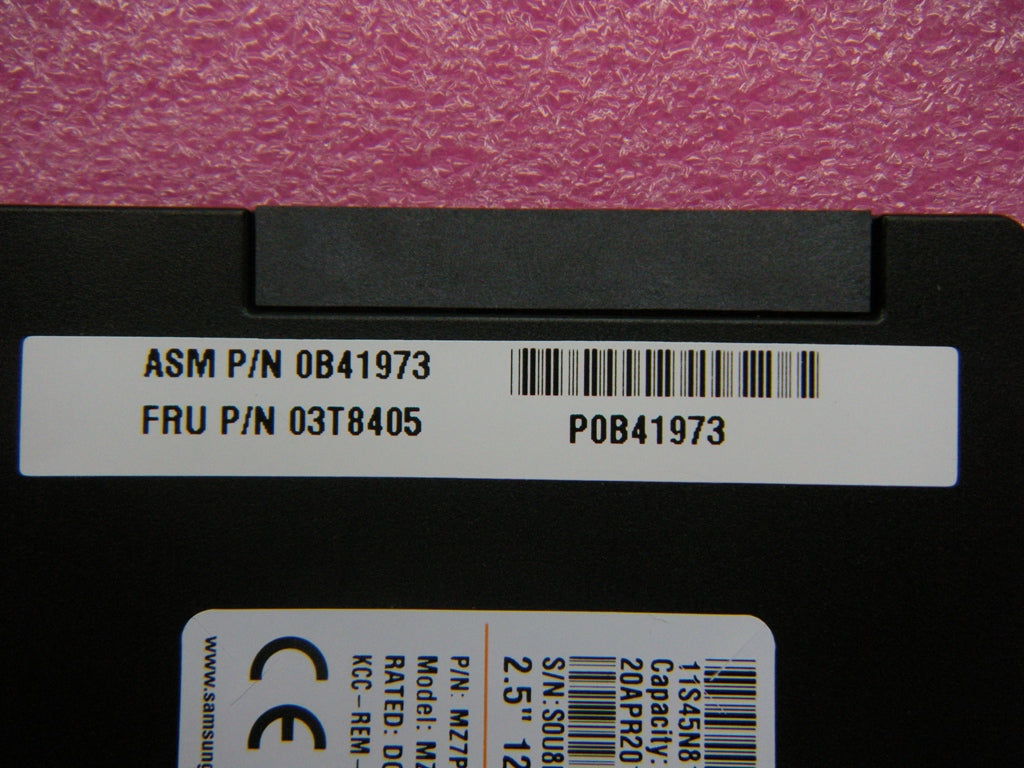 ASM P/N 0B41973
FRU P/N 03T8405
P0B41973
11S45N8
Capacity:
20APR20
S/N:S0U8
2.5" 12
P/N: MZ7P
Model: MZ
RATED: DC
KCC-REM-
CE
www.samsung